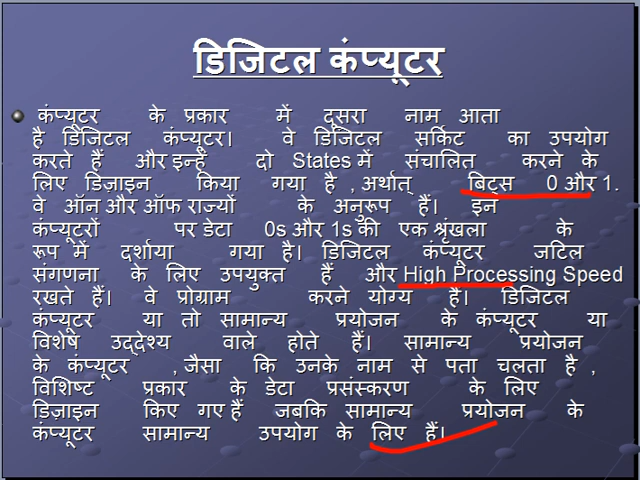 डिजिटल कंप्यूटर
कंप्यूटर के प्रकार में दूसरा नाम आता
है डिजिटल कंप्यूटर। वे डिजिटल सर्किट का उपयोग
करते हैं और इन्हें दो States में संचालित करने के
लिए डिज़ाइन किया गया है , अर्थात् बिट्स 0 और 1.
वे ऑन और ऑफ राज्यों के अनुरूप हैं। इन
कंप्यूटरों पर डेटा 0s और 1s की एक श्रृंखला के
रूप में दर्शाया गया है। डिजिटल कंप्यूटर जटिल
संगणना के लिए उपयुक्त हैं और High Processing Speed
रखते हैं। वे प्रोग्राम करने योग्य हैं। डिजिटल
कंप्यूटर या तो सामान्य प्रयोजन के कंप्यूटर या
विशेष उद्देश्य वाले होते हैं। सामान्य प्रयोजन
के कंप्यूटर , जैसा कि उनके नाम से पता चलता है ,
विशिष्ट प्रकार के डेटा प्रसंस्करण के लिए
डिज़ाइन किए गए हैं जबकि सामान्य प्रयोजन के
कंप्यूटर सामान्य उपयोग के लिए हैं।